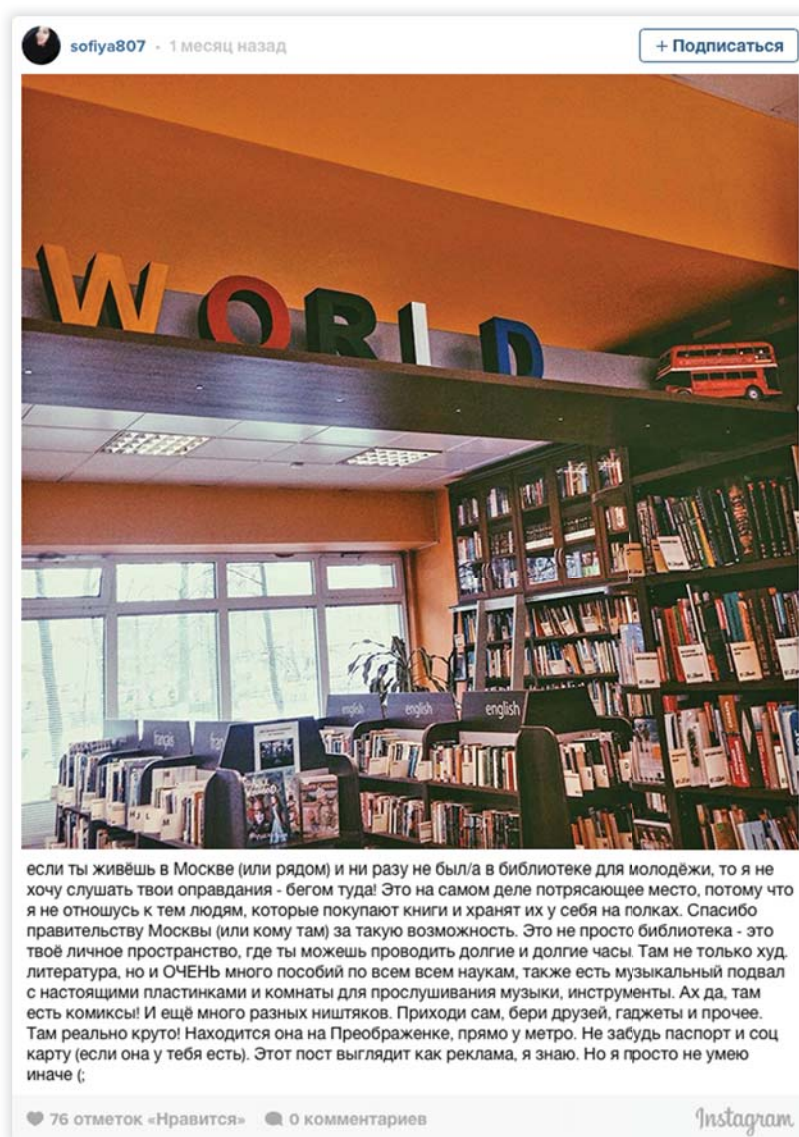 sofiya807 • 1 месяц назад
+ Подписаться
WORLD
english
english
english
français
fran
H J L M
если ты живёшь в Москве (или рядом) и ни разу не был/а в библиотеке для молодёжи, то я не
хочу слушать твои оправдания - бегом туда! Это на самом деле потрясающее место, потому что
я не отношусь к тем людям, которые покупают книги и хранят их у себя на полках. Спасибо
правительству Москвы (или кому там) за такую возможность. Это не просто библиотека - это
твоё личное пространство, где ты можешь проводить долгие и долгие часы. Там не только худ.
литература, но и ОЧЕНЬ много пособий по всем всем наукам, также есть музыкальный подвал
с настоящими пластинками и комнаты для прослушивания музыки, инструменты. Ах да, там
есть комиксы! И ещё много разных ништяков. Приходи сам, бери друзей, гаджеты и прочее.
Там реально круто! Находится она на Преображенке, прямо у метро. Не забудь паспорт и соц
карту (если она у тебя есть). Этот пост выглядит как реклама, я знаю. Но я просто не умею
иначе (;
76 отметок «Нравится» 0 комментариев
Instagram